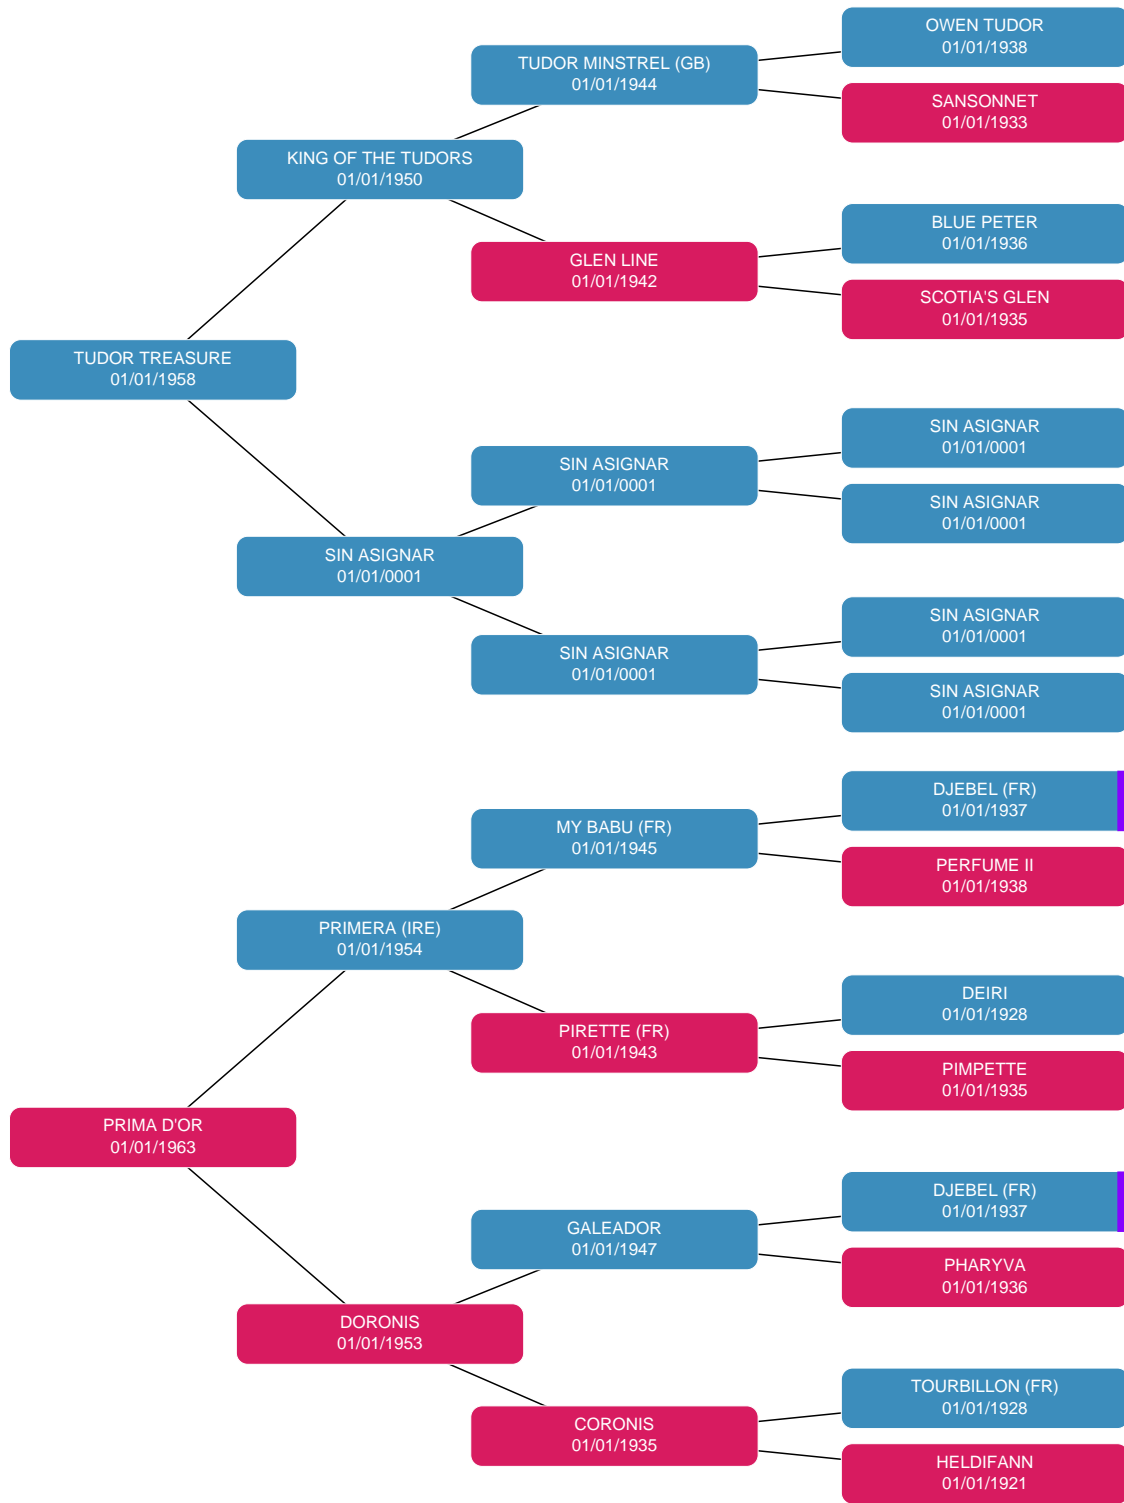 OWEN TUDOR
01/01/1938
TUDOR MINSTREL (GB)
01/01/1944
SANSONNET
01/01/1933
KING OF THE TUDORS
01/01/1950
BLUE PETER
01/01/1936
GLEN LINE
01/01/1942
SCOTIA'S GLEN
01/01/1935
TUDOR TREASURE
01/01/1958
SIN ASIGNAR
01/01/0001
SIN ASIGNAR
01/01/0001
SIN ASIGNAR
01/01/0001
SIN ASIGNAR
01/01/0001
SIN ASIGNAR
01/01/0001
SIN ASIGNAR
01/01/0001
SIN ASIGNAR
01/01/0001
DJEBEL (FR)
01/01/1937
MY BABU (FR)
01/01/1945
PERFUME II
01/01/1938
PRIMERA (IRE)
01/01/1954
DEIRI
01/01/1928
PIRETTE (FR)
01/01/1943
PIMPETTE
01/01/1935
PRIMA D'OR
01/01/1963
DJEBEL (FR)
01/01/1937
GALEADOR
01/01/1947
PHARYVA
01/01/1936
DORONIS
01/01/1953
TOURBILLON (FR)
01/01/1928
CORONIS
01/01/1935
HELDIFANN
01/01/1921